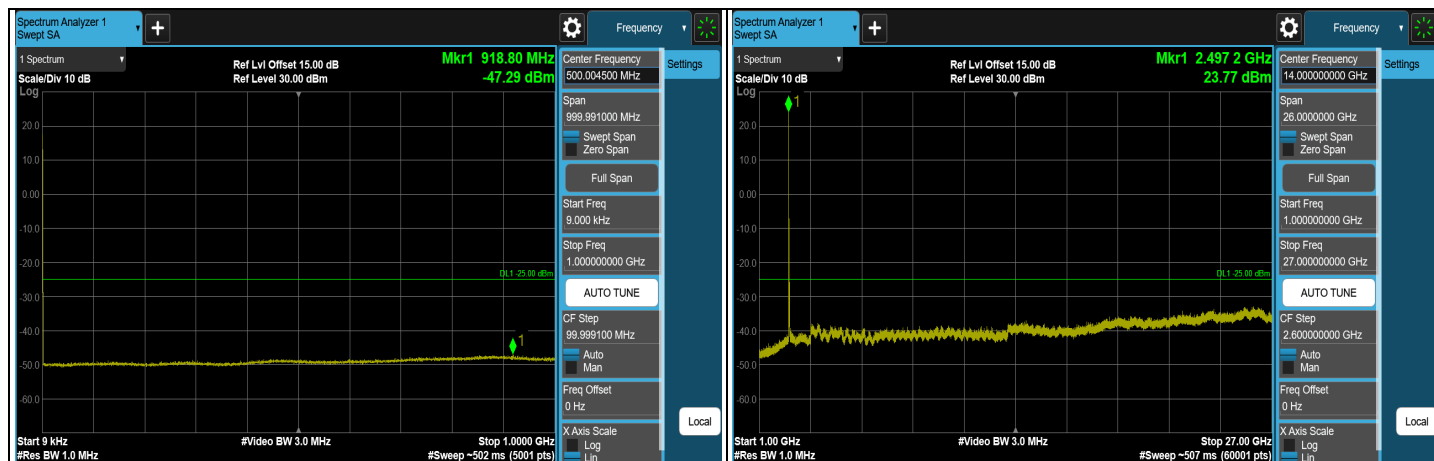 Spectrum Analyzer 1
Swept SA
+
Frequency
1 Spectrum
Scale/Div 10 dB
Log
Ref Lvl Offset 15.00 dB
Ref Level 30.00 dBm
Mkr1 918.80 MHz
-47.29 dBm
20.0
10.0
0.00
-10.0
-20.0
-30.0
-40.0
-50.0
-60.0
DL1 -25.00 dBm
1
Start 9 kHz
#Res BW 1.0 MHz
#Video BW 3.0 MHz
Stop 1.0000 GHz
#Sweep ~502 ms (5001 pts)
Center Frequency
500.004500 MHz
Span
999.991000 MHz
Swept Span
Zero Span
Full Span
Start Freq
9.000 kHz
Stop Freq
1.000000000 GHz
AUTO TUNE
CF Step
99.999100 MHz
Auto
Man
Freq Offset
0 Hz
X Axis Scale
Log
Lin
Settings
Local
Spectrum Analyzer 1
Swept SA
+
Frequency
1 Spectrum
Scale/Div 10 dB
Log
Ref Lvl Offset 15.00 dB
Ref Level 30.00 dBm
Mkr1 2.497 2 GHz
23.77 dBm
1
20.0
10.0
0.00
-10.0
-20.0
-30.0
-40.0
-50.0
-60.0
DL1 -25.00 dBm
Start 1.00 GHz
#Res BW 1.0 MHz
#Video BW 3.0 MHz
Stop 27.00 GHz
#Sweep ~507 ms (60001 pts)
Center Frequency
14.000000000 GHz
Span
26.0000000 GHz
Swept Span
Zero Span
Full Span
Start Freq
1.000000000 GHz
Stop Freq
27.000000000 GHz
AUTO TUNE
CF Step
2.600000000 GHz
Auto
Man
Freq Offset
0 Hz
X Axis Scale
Log
Lin
Settings
Local